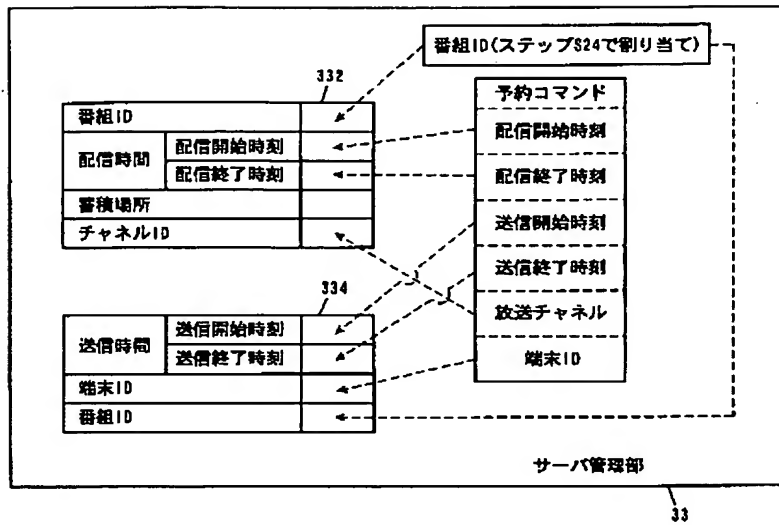 番組ID(ステップS24で割り当て)
332
番組ID
配信時間
配信開始時刻
配信終了時刻
蓄積場所
チャネルID
334
送信時間
送信開始時刻
送信終了時刻
端末ID
番組ID
予約コマンド
配信開始時刻
配信終了時刻
送信開始時刻
送信終了時刻
放送チャネル
端末ID
サーバ管理部
33